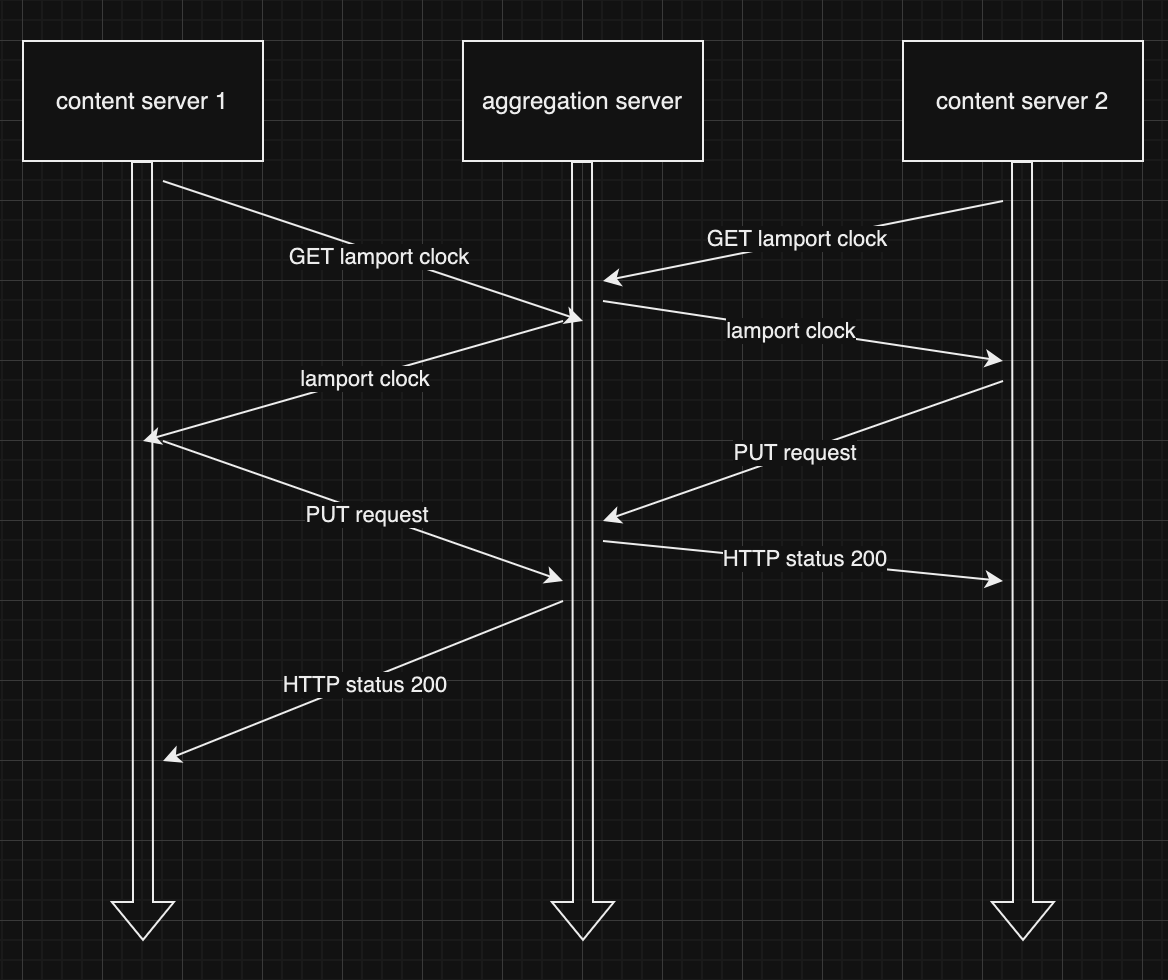 content server 1
aggregation server
content server 2
GET lamport clock
GET lamport clock
lamport clock
lamport clock
PUT request
PUT request
HTTP status 200
HTTP status 200